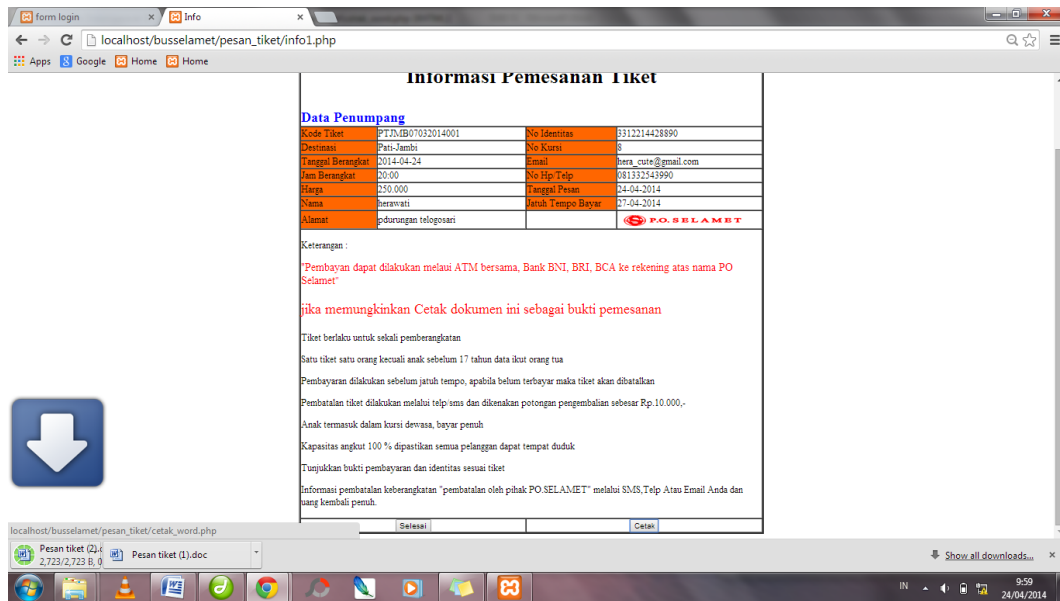 form login
Info
localhost/busselamet/pesan_tiket/info1.php
Apps Google Home Home
Informasi Pemesanan Tiket
Data Penumpang
Kode Tiket PTJMB07032014001 No Identitas 3312214428890
Destinasi Pati-Jambi No Kursi 8
Tanggal Berangkat 2014-04-24 Email hera_cute@gmail.com
Jam Berangkat 20:00 No Hp/Telp 081332543990
Harga 250.000 Tanggal Pesan 24-04-2014
Nama herawati Jatuh Tempo Bayar 27-04-2014
Alamat pdurungan telogosari P.O. SELAMET
Keterangan :
"Pembayan dapat dilakukan melaui ATM bersama, Bank BNI, BRI, BCA ke rekening atas nama PO
Selamet"
jika memungkinkan Cetak dokumen ini sebagai bukti pemesanan
Tiket berlaku untuk sekali pemberangkatan
Satu tiket satu orang kecuali anak sebelum 17 tahun data ikut orang tua
Pembayaran dilakukan sebelum jatuh tempo, apabila belum terbayar maka tiket akan dibatalkan
Pembatalan tiket dilakukan melalui telp/sms dan dikenakan potongan pengembalian sebesar Rp.10.000,-
Anak termasuk dalam kursi dewasa, bayar penuh
Kapasitas angkut 100 % dipastikan semua pelanggan dapat tempat duduk
Tunjukkan bukti pembayaran dan identitas sesuai tiket
Informasi pembatalan keberangkatan "pembatalan oleh pihak PO.SELAMET" melalui SMS,Telp Atau Email Anda dan
uang kembali penuh.
Selesai Cetak
localhost/busselamet/pesan_tiket/cetak_word.php
Pesan tiket (2).
2,723/2,723 B, 0
Pesan tiket (1).doc
Show all downloads...
IN
9:59
24/04/2014